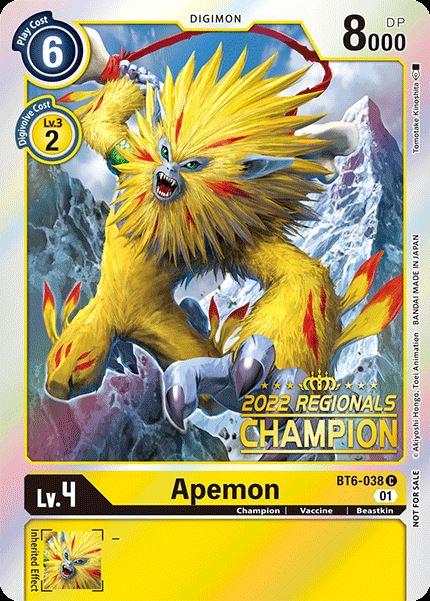 DIGIMON
Play Cost
6
8000
DP
Digivolve Cost
Lv.3
2
Tomotake Kinoshita
© Akiyoshi Hongo, Toei Animation BANDAI MADE IN JAPAN
NOT FOR SALE
2022 REGIONALS
CHAMPION
Lv.4
Apemon
BT6-038 C
01
Champion | Vaccine | Beastkin
Inherited Effect
–